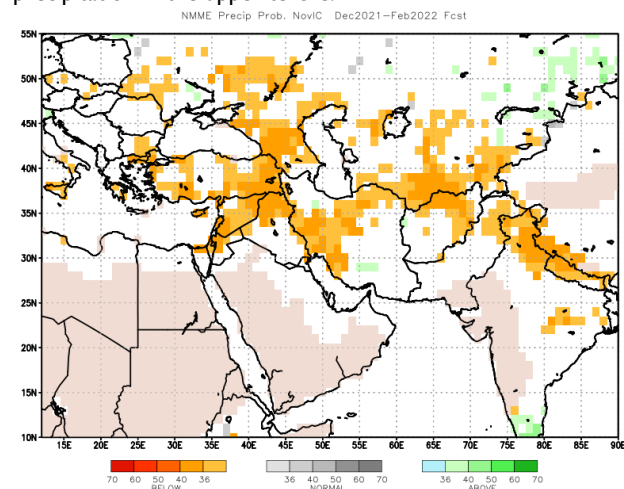 NMME Precip Prob. NovIC Dec2021-Feb2022 Fcst
55N
50N
45N
40N
35N
30N
25N
20N
15N
10N
15E 20E 25E 30E 35E 40E 45E 50E 55E 60E 65E 70E 75E 80E 85E 90E
70 60 50 40 36 36 40 50 60 70 36 40 50 60 70
BELOW NORMAL ABOVE